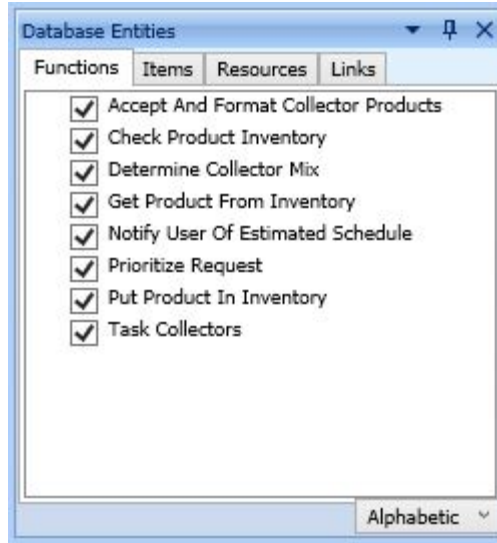 Database Entities
Functions Items Resources Links
Accept And Format Collector Products
Check Product Inventory
Determine Collector Mix
Get Product From Inventory
Notify User Of Estimated Schedule
Prioritize Request
Put Product In Inventory
Task Collectors
Alphabetic